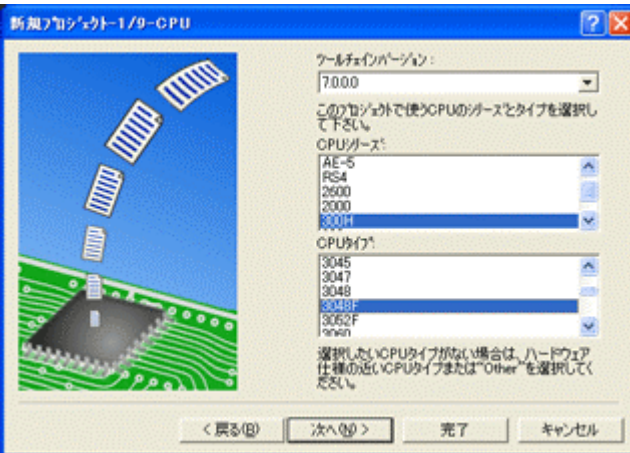 新規ﾌﾟﾛｼﾞｪｸﾄ-1/9-CPU
ﾂｰﾙﾁｪｲﾝﾊﾞｰｼﾞｮﾝ :
7.0.0.0
このﾌﾟﾛｼﾞｪｸﾄで使うCPUのｼﾘｰｽﾞとﾀｲﾌﾟを選択し
て下さい。
CPUｼﾘｰｽﾞ:
AE-5
RS4
2600
2000
300H
CPUﾀｲﾌﾟ:
3045
3047
3048
3048F
3052F
3060
選択したいCPUﾀｲﾌﾟがない場合は、ﾊｰﾄﾞｳｪｱ
仕様の近いCPUﾀｲﾌﾟまたは"Other"を選択してく
ださい。
< 戻る(B)
次へ(N) >
完了
キャンセル